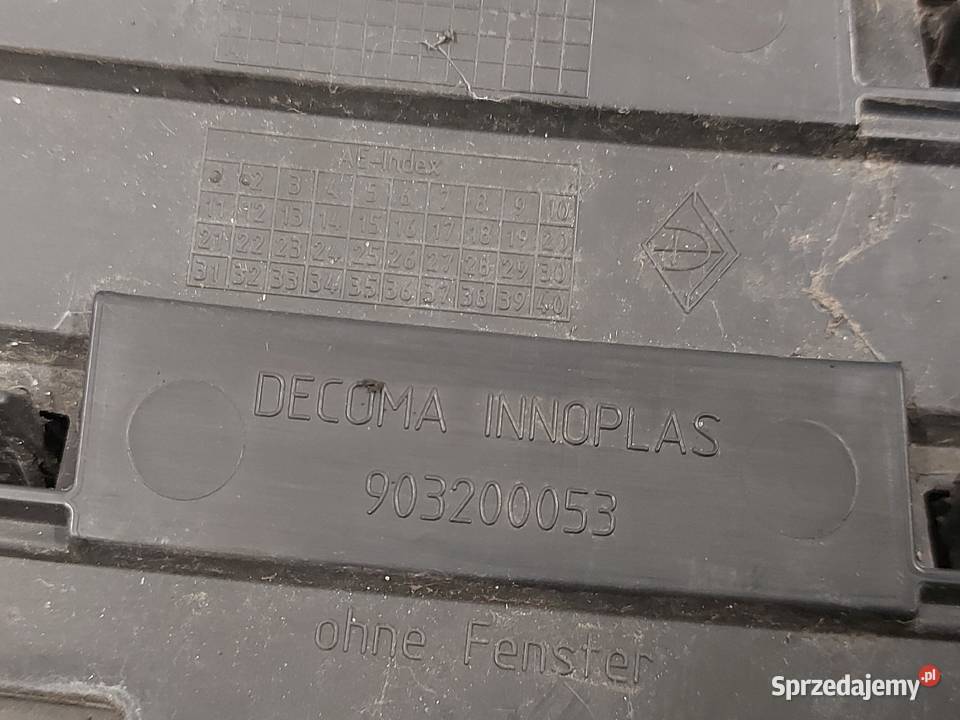 AE-Index
2 3 4 5 6 7 8 9 10
11 12 13 14 15 16 17 18 19 20
21 22 23 24 25 26 27 28 29 30
31 32 33 34 35 36 37 38 39 40
DECOMA INNOPLAS
903200053
ohne Fenster
Sprzedajemy.pl